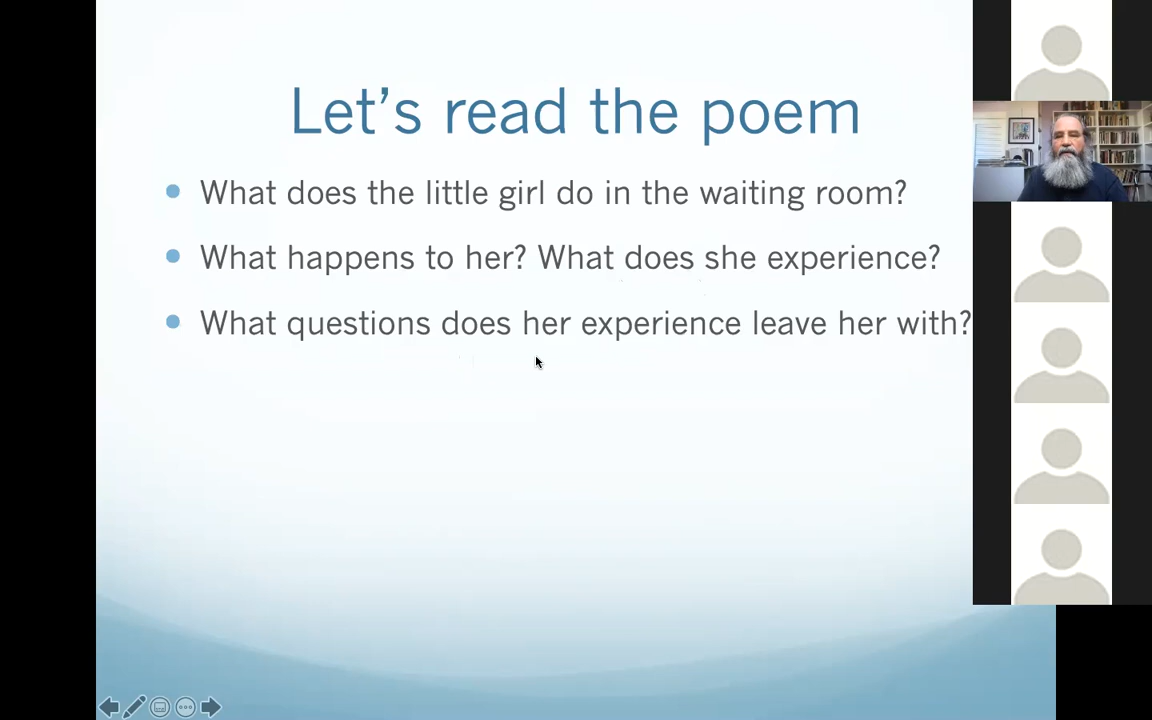 Let's read the poem
What does the little girl do in the waiting room?
What happens to her? What does she experience?
What questions does her experience leave her with?